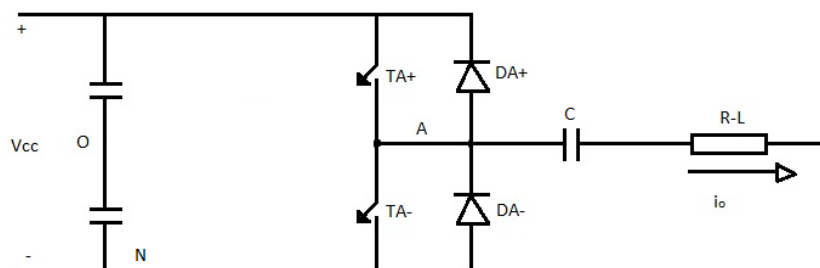 +
TA+
DA+
C
R-L
A
Vcc
O
TA-
DA-
io
-
N